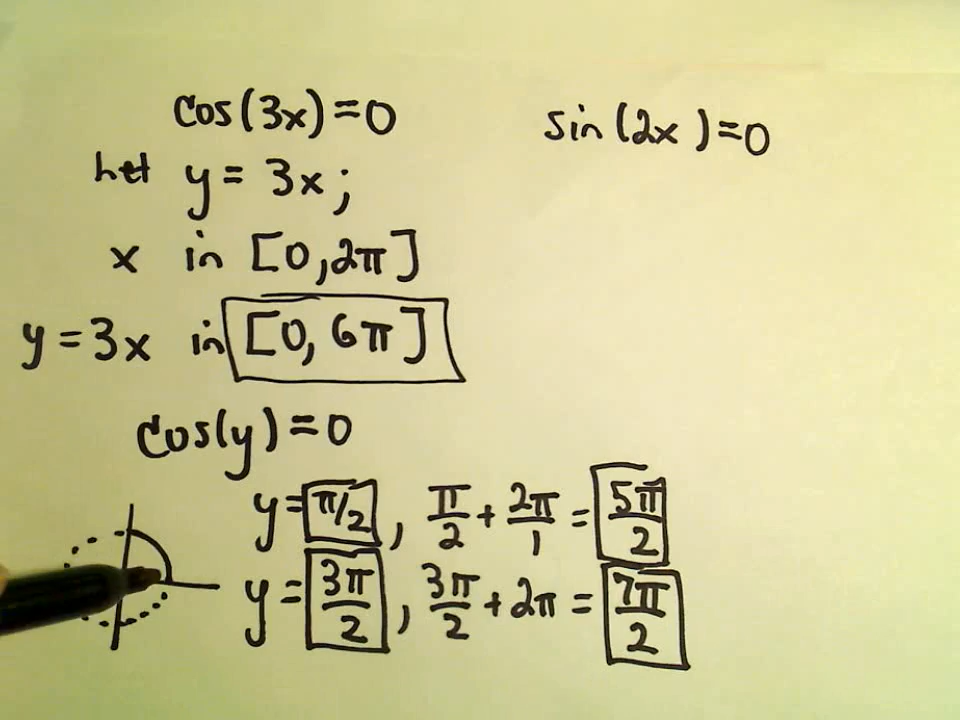 cos(3x)=0
sin(2x)=0
Let y = 3x;
x in [0,2π]
y = 3x in [0, 6π]
cos(y)=0
y = π/2, π/2 + 2π/1 = 5π/2
y = 3π/2, 3π/2 + 2π = 7π/2